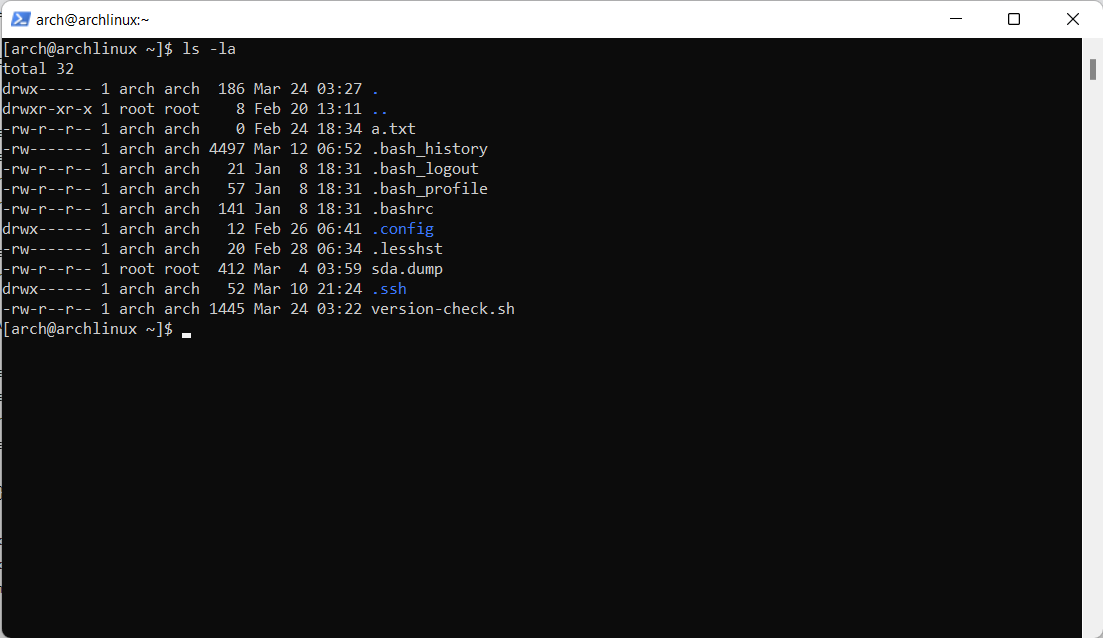 arch@archlinux:~
[arch@archlinux ~]$ ls -la
total 32
drwx------ 1 arch arch  186 Mar 24 03:27 .
drwxr-xr-x 1 root root    8 Feb 20 13:11 ..
-rw-r--r-- 1 arch arch    0 Feb 24 18:34 a.txt
-rw------- 1 arch arch 4497 Mar 12 06:52 .bash_history
-rw-r--r-- 1 arch arch   21 Jan  8 18:31 .bash_logout
-rw-r--r-- 1 arch arch   57 Jan  8 18:31 .bash_profile
-rw-r--r-- 1 arch arch  141 Jan  8 18:31 .bashrc
drwx------ 1 arch arch   12 Feb 26 06:41 .config
-rw------- 1 arch arch   20 Feb 28 06:34 .lesshst
-rw-r--r-- 1 root root  412 Mar  4 03:59 sda.dump
drwx------ 1 arch arch   52 Mar 10 21:24 .ssh
-rw-r--r-- 1 arch arch 1445 Mar 24 03:22 version-check.sh
[arch@archlinux ~]$